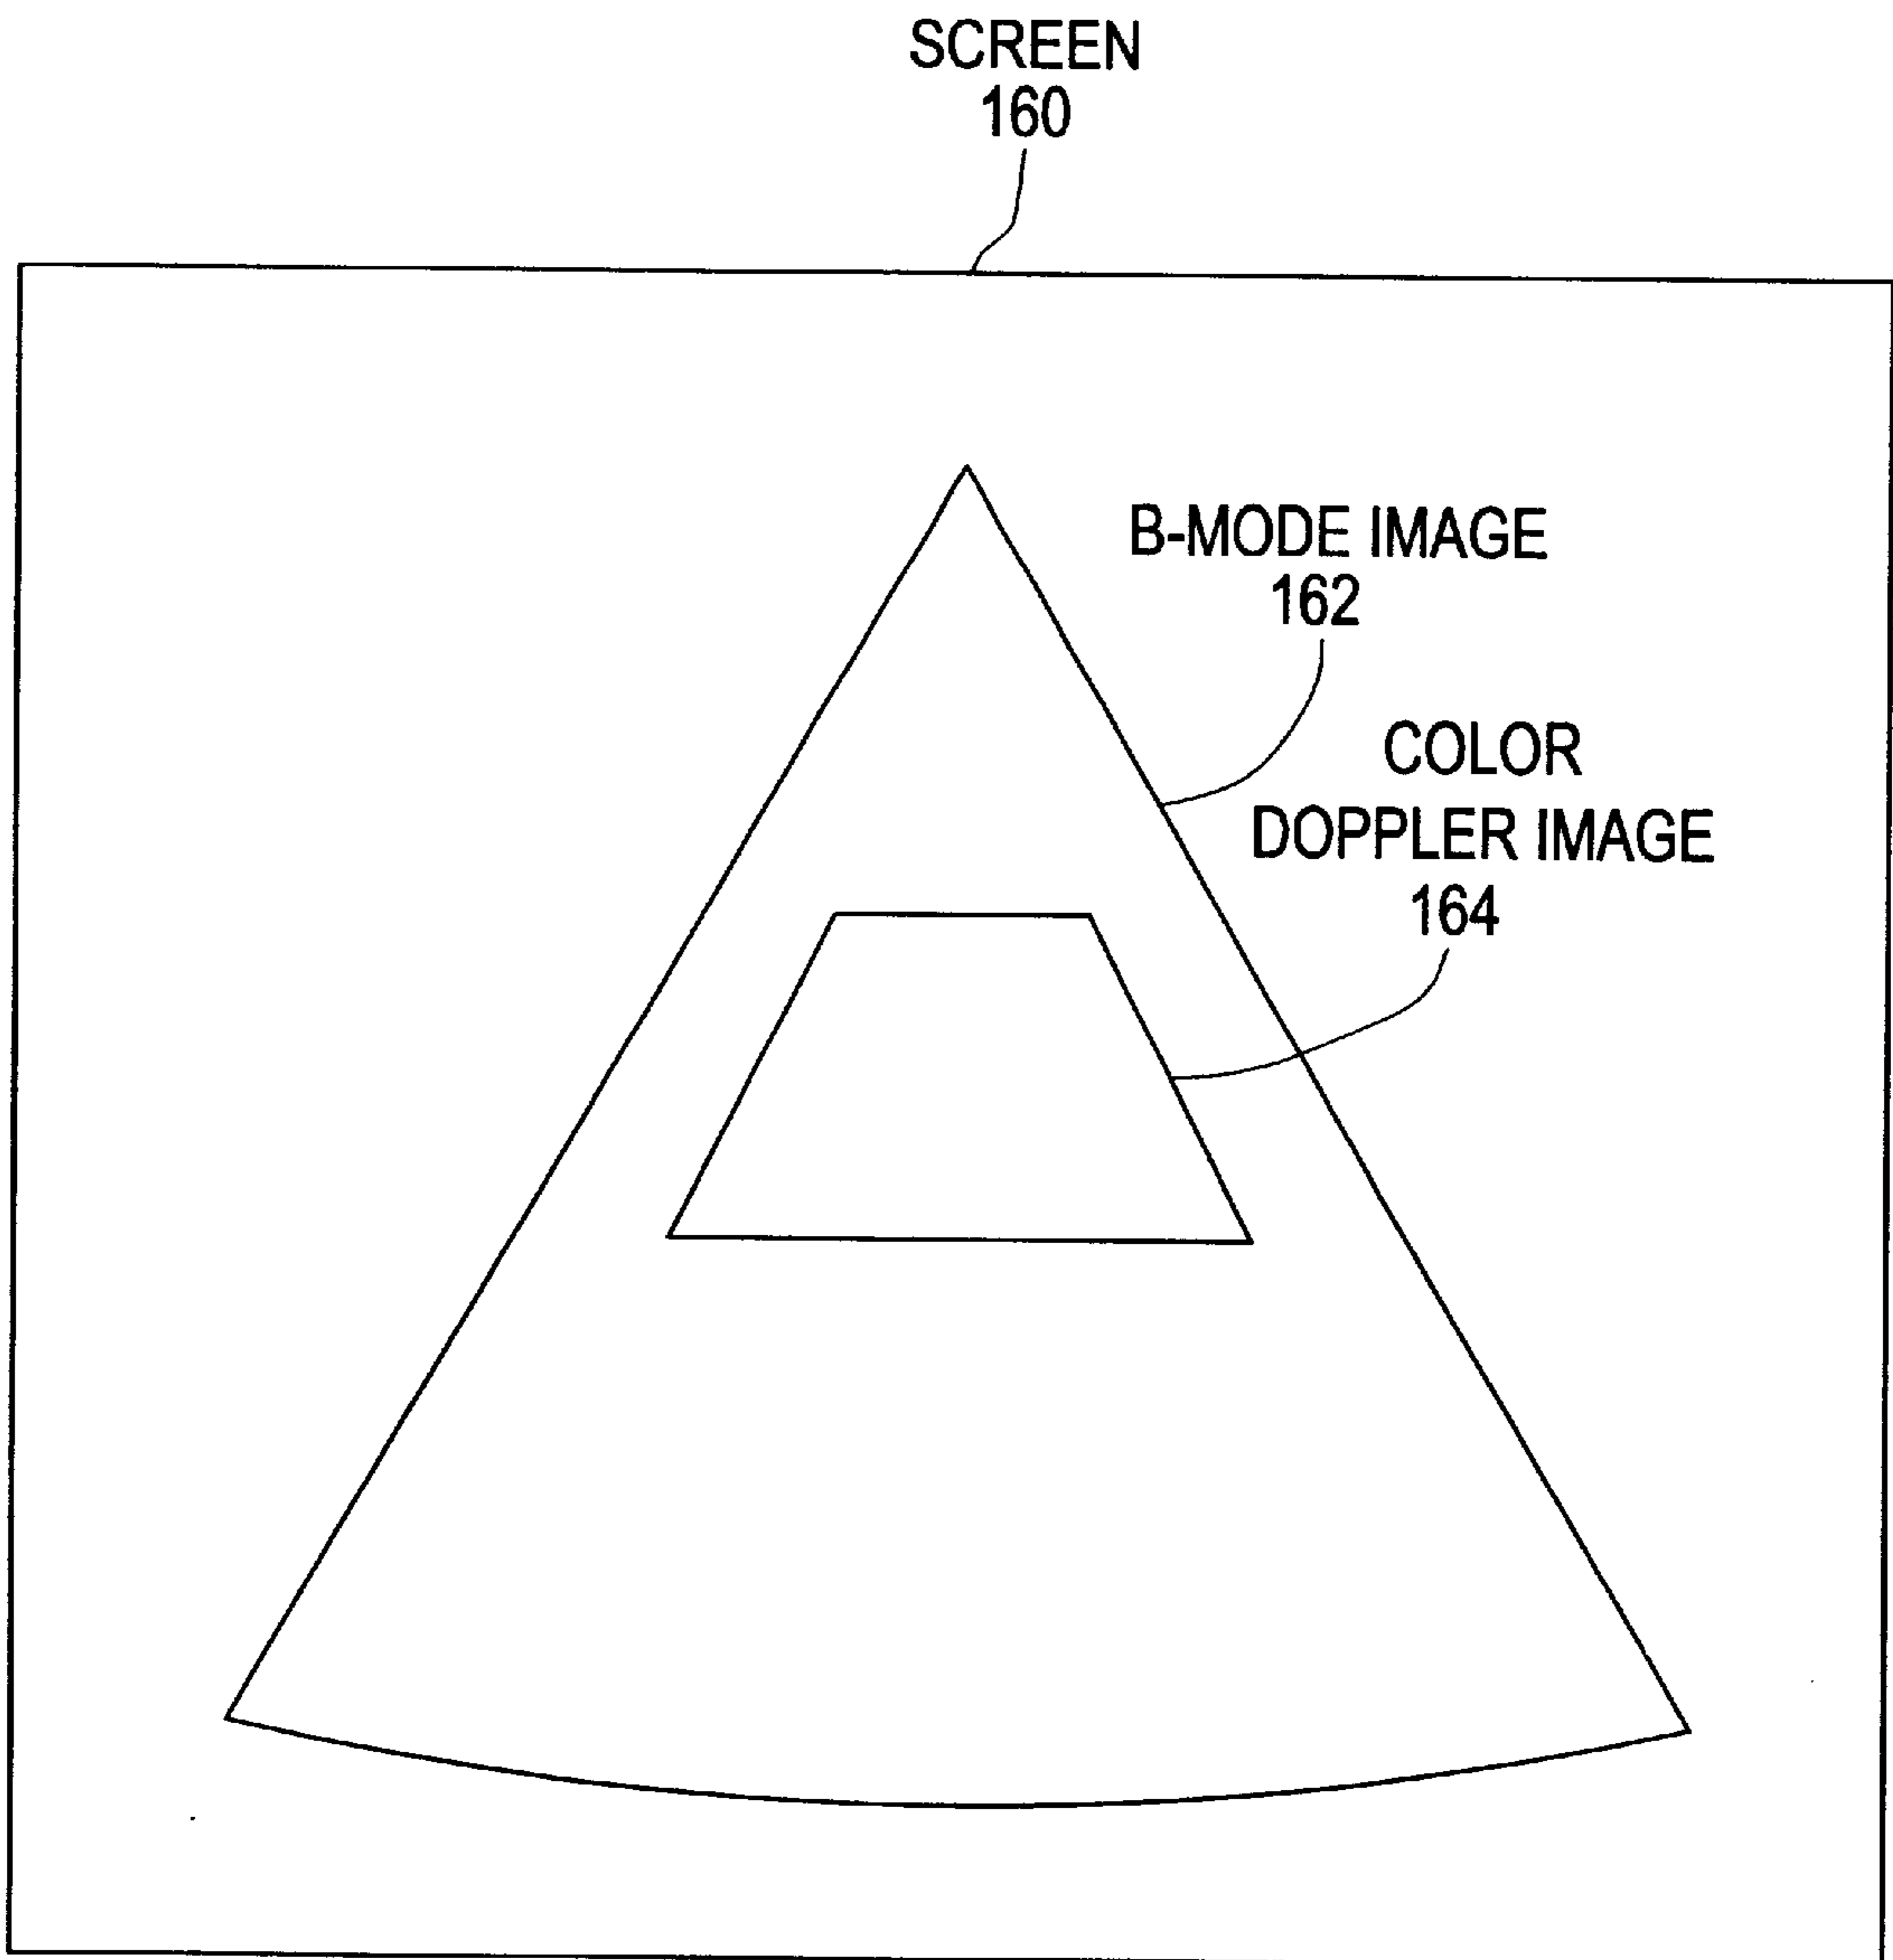 SCREEN
160
B-MODE IMAGE
162
COLOR
DOPPLER IMAGE
164